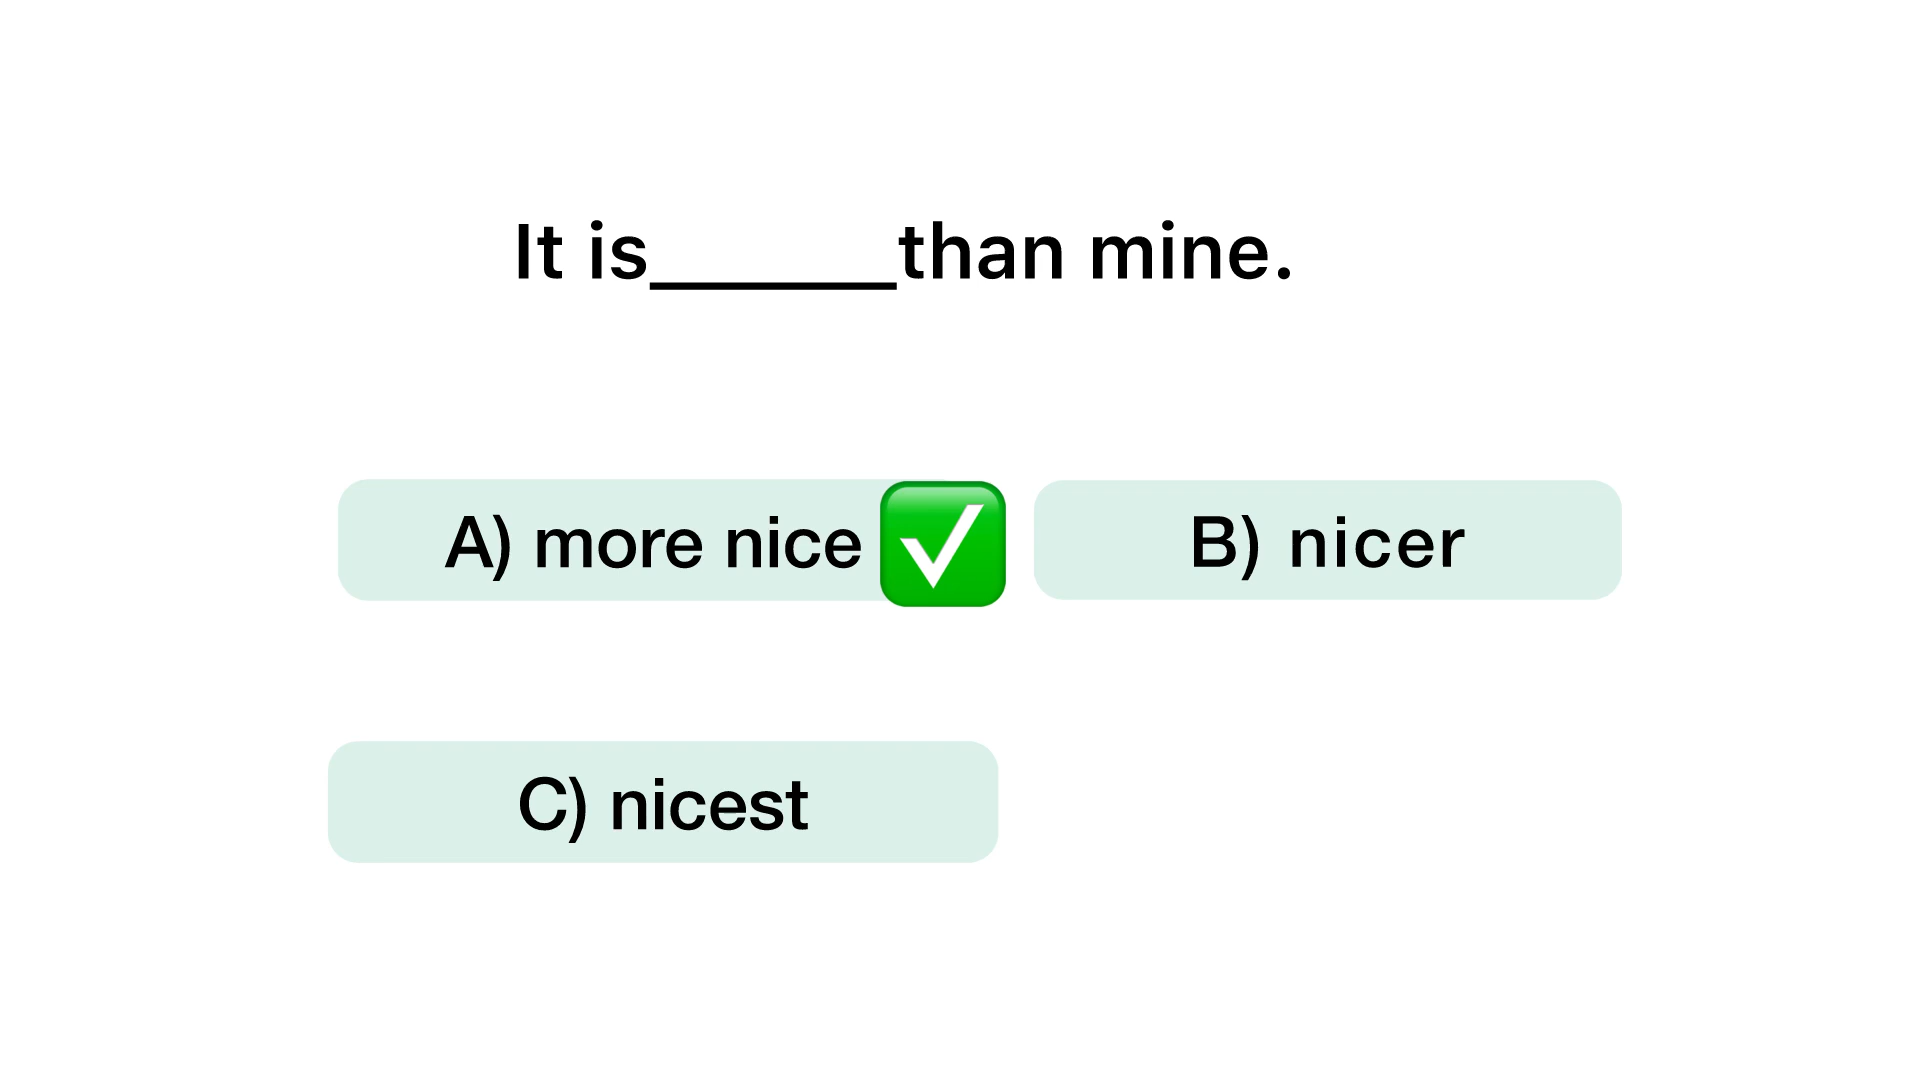 It is______than mine.
A) more nice ✅
B) nicer
C) nicest